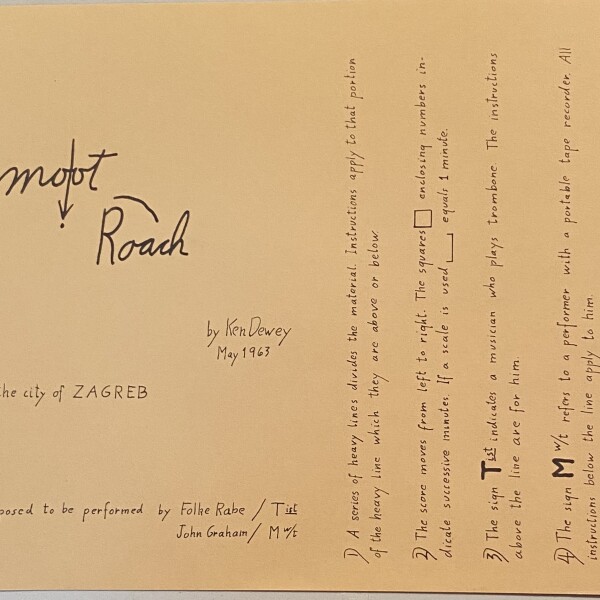 mojot
Roach
by Ken Dewey
May 1963
the city of ZAGREB
posed to be performed by Folke Rabe / Tist
John Graham / M w/t
1) A series of heavy lines divides the material. Instructions apply to that portion
of the heavy line which they are above or below
2) The score moves from left to right. The squares □ enclosing numbers in-
dicate successive minutes. If a scale is used ⎵ equals 1 minute.
3) The sign Tist indicates a musician who plays trombone. The instructions
above the line are for him.
4) The sign M w/t refers to a performer with a portable tape recorder. All
instructions below the line apply to him.